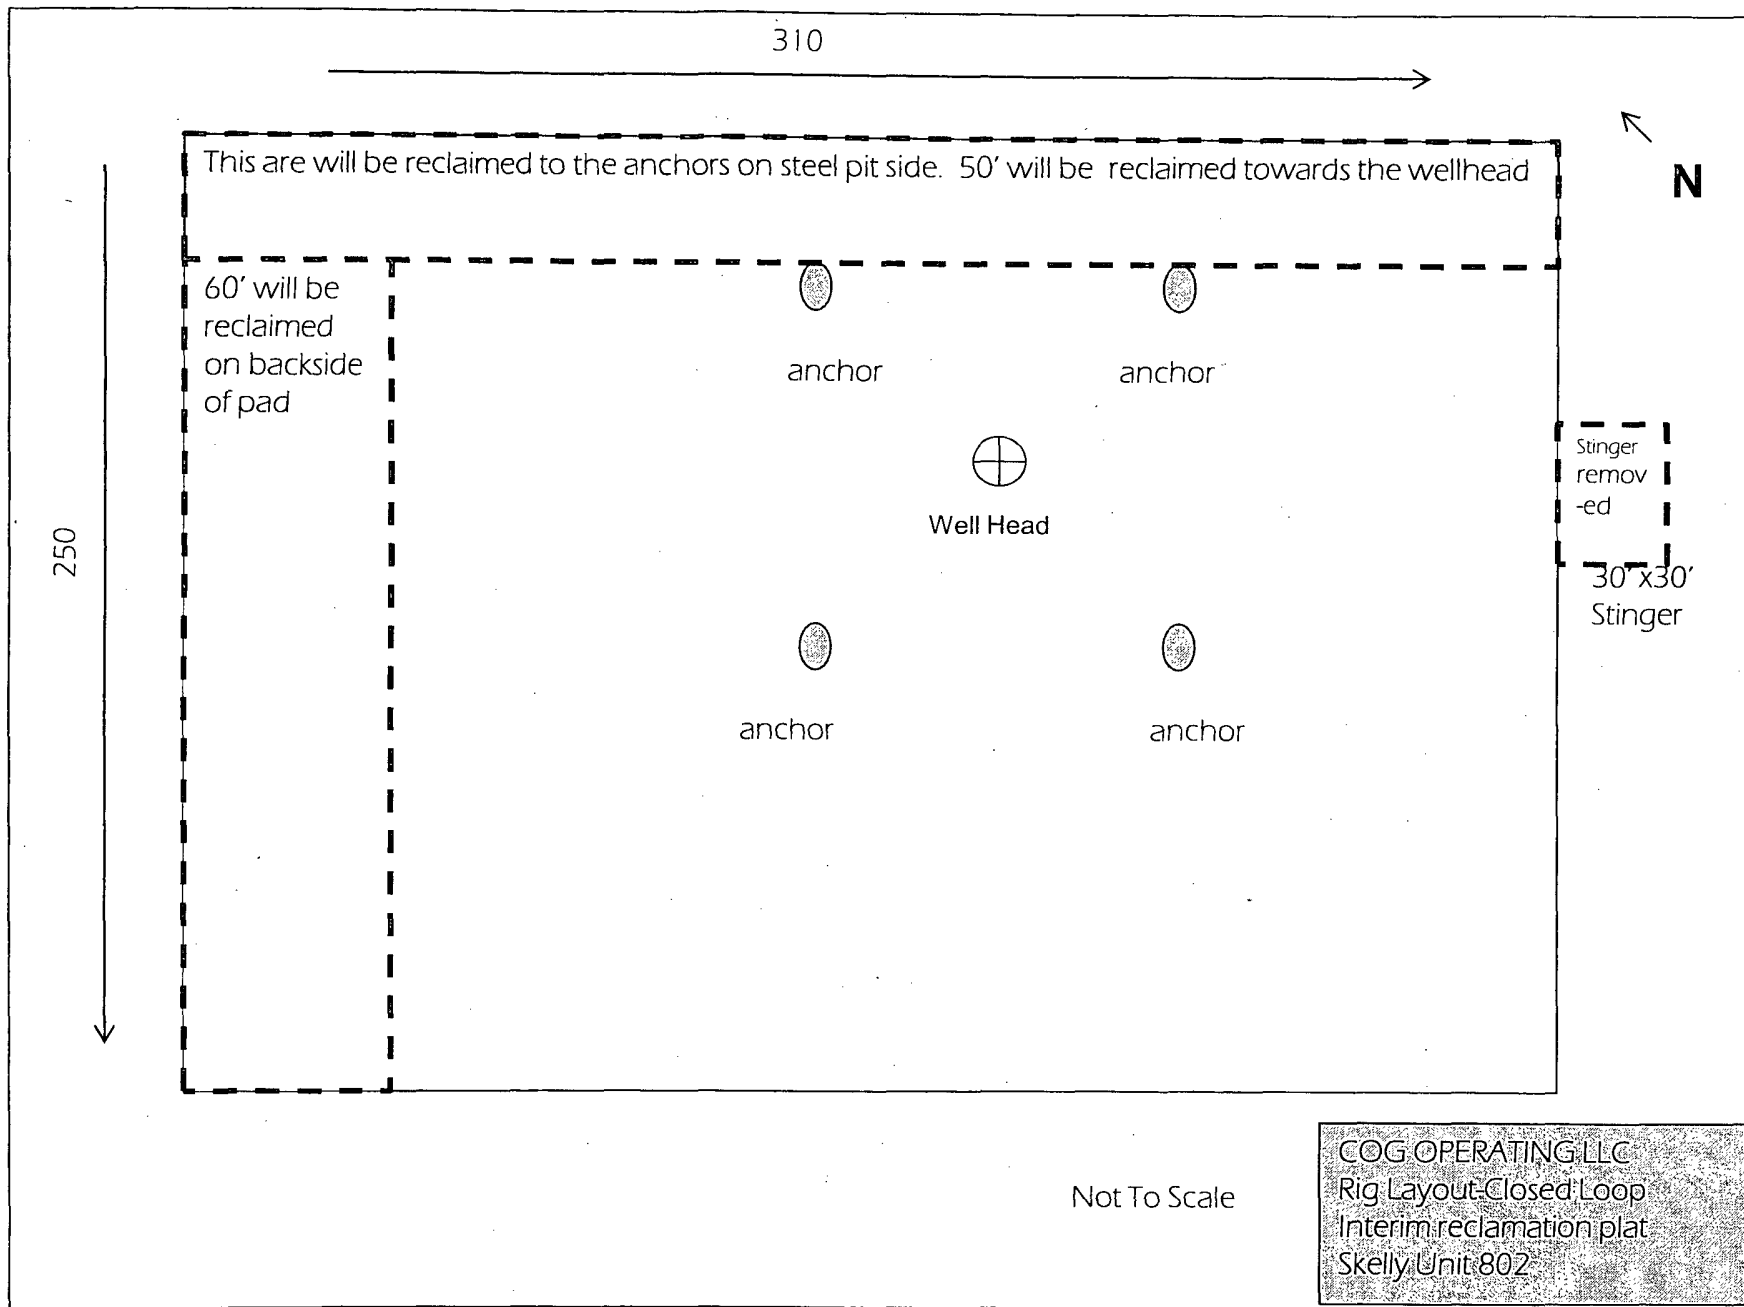 310
N
This are will be reclaimed to the anchors on steel pit side. 50' will be reclaimed towards the wellhead
60' will be
reclaimed
on backside
of pad
anchor
anchor
Stinger
remov
-ed
Well Head
250
30'x30'
Stinger
anchor
anchor
Not To Scale
COG OPERATING LLC
Rig Layout-Closed Loop
Interim reclamation plat
Skelly Unit 802